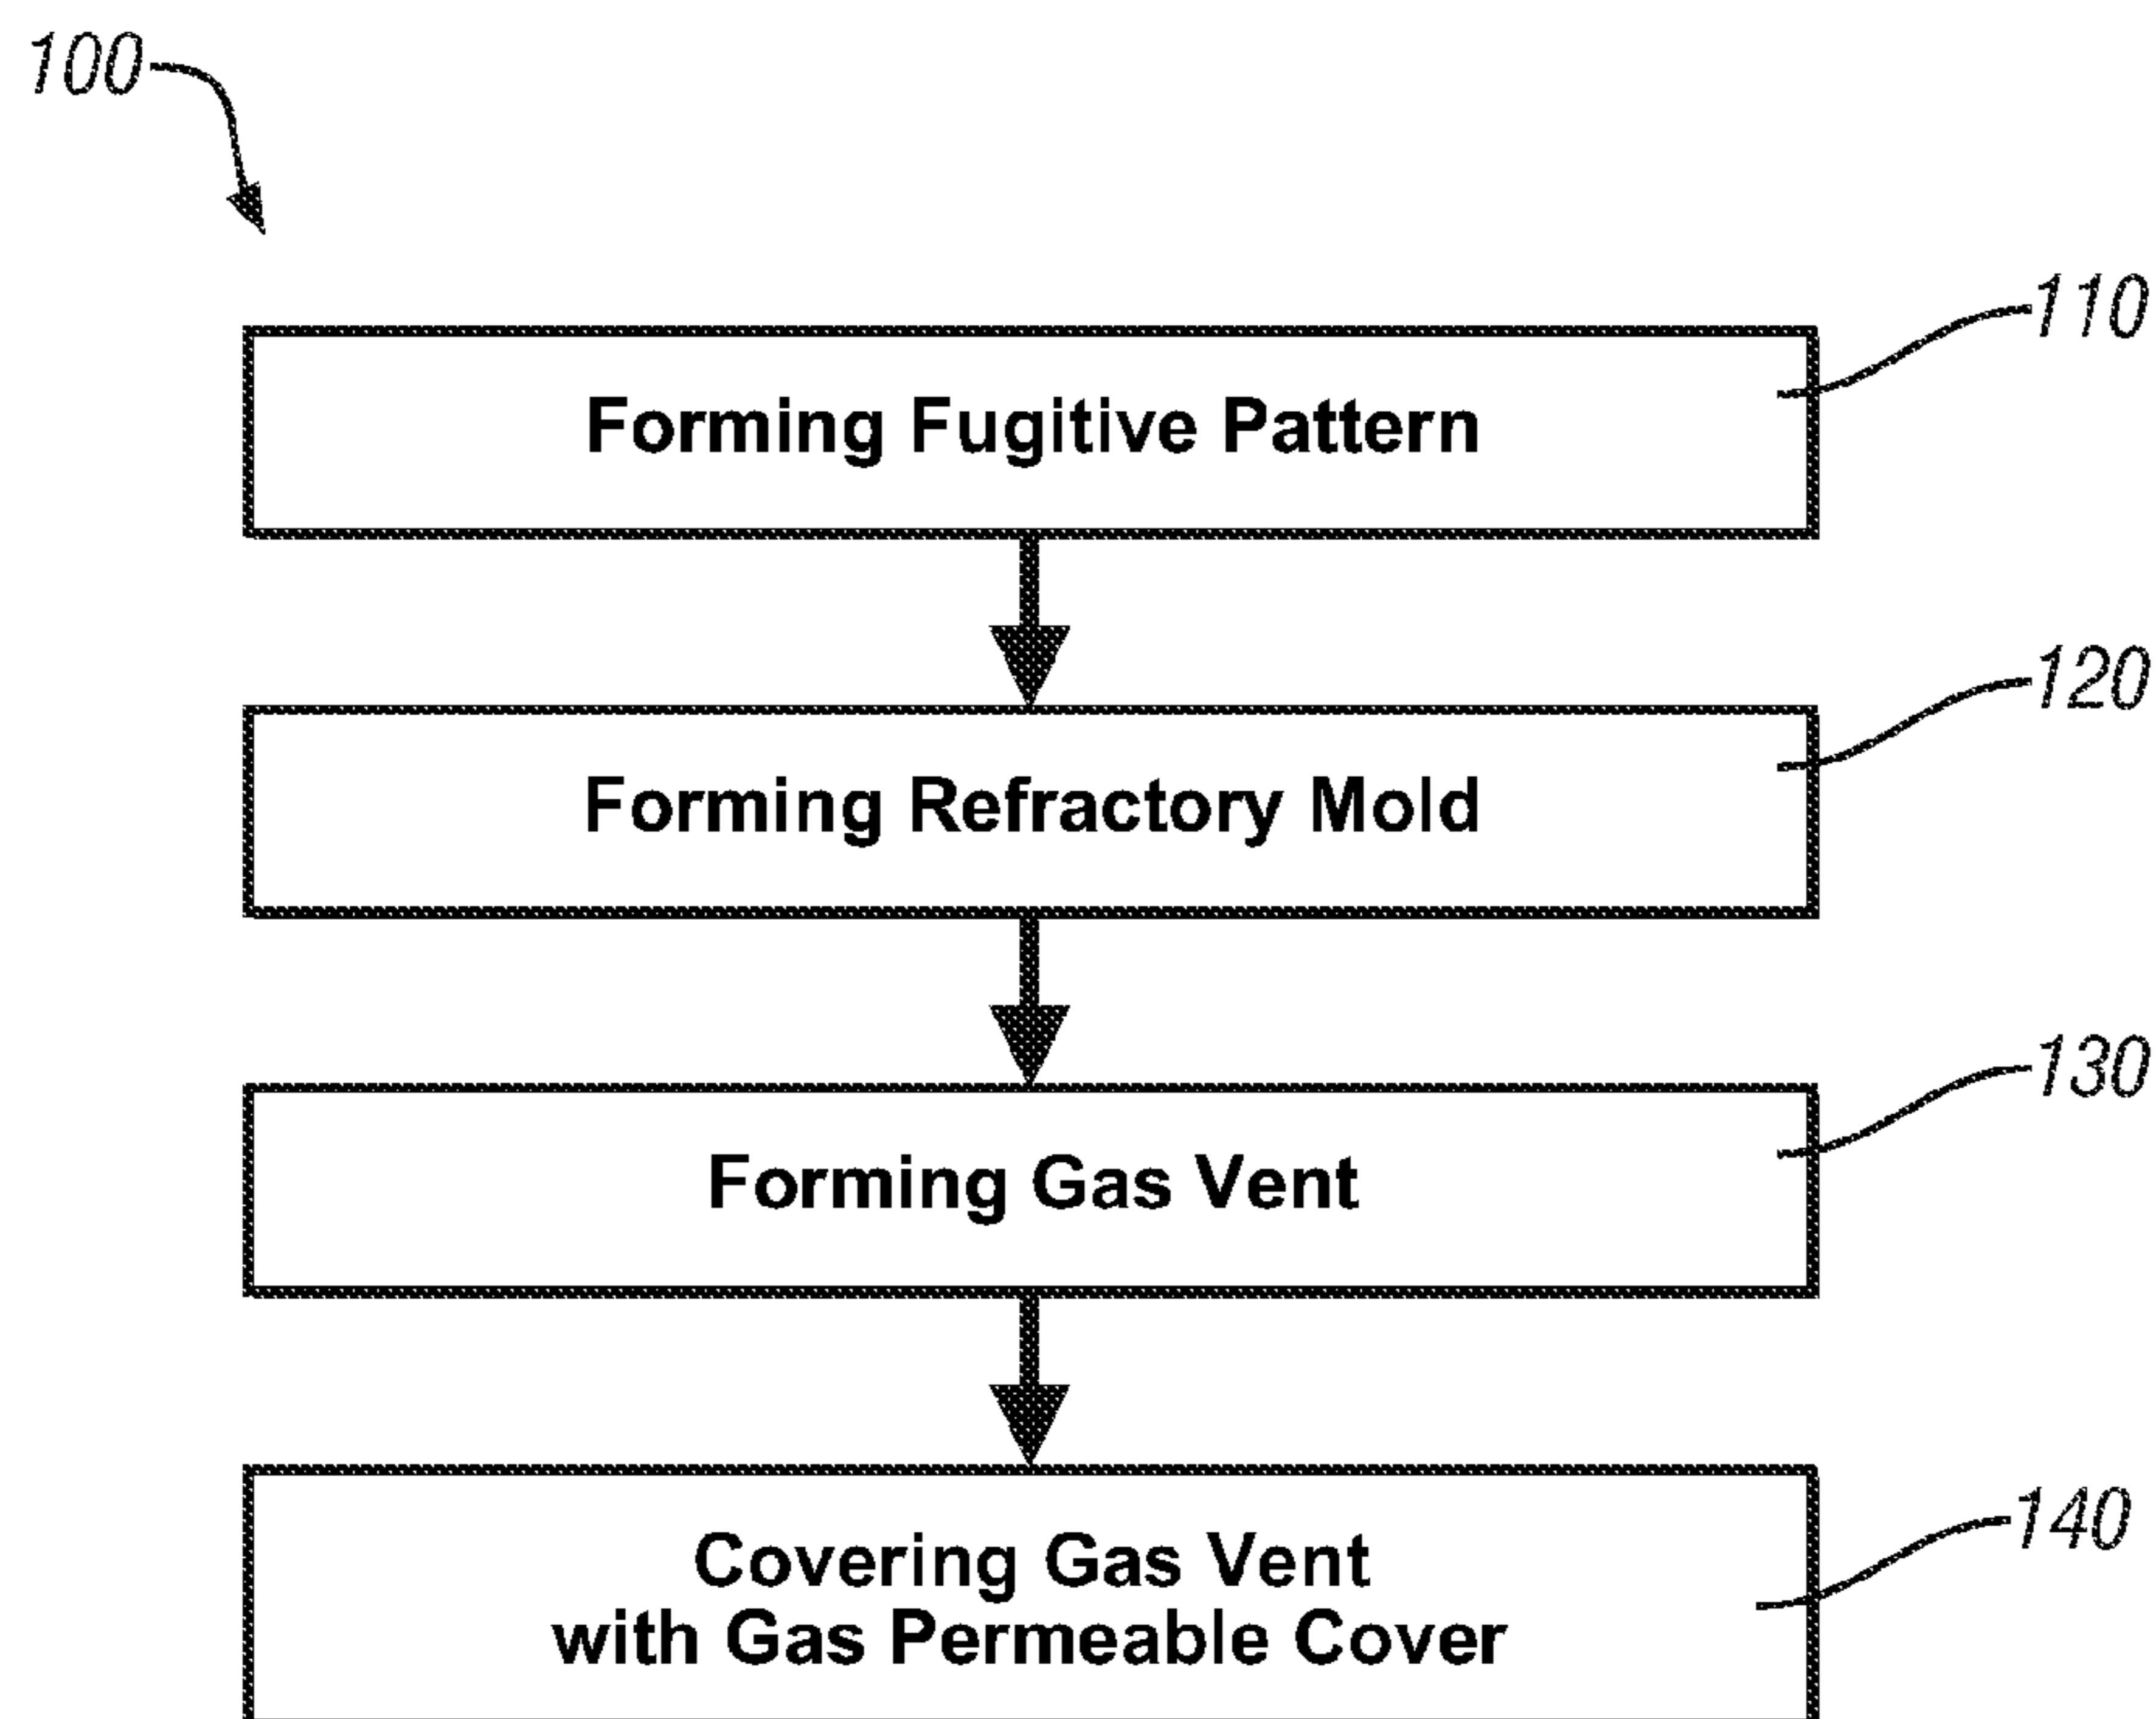 100
110
Forming Fugitive Pattern
120
Forming Refractory Mold
130
Forming Gas Vent
140
Covering Gas Vent
with Gas Permeable Cover